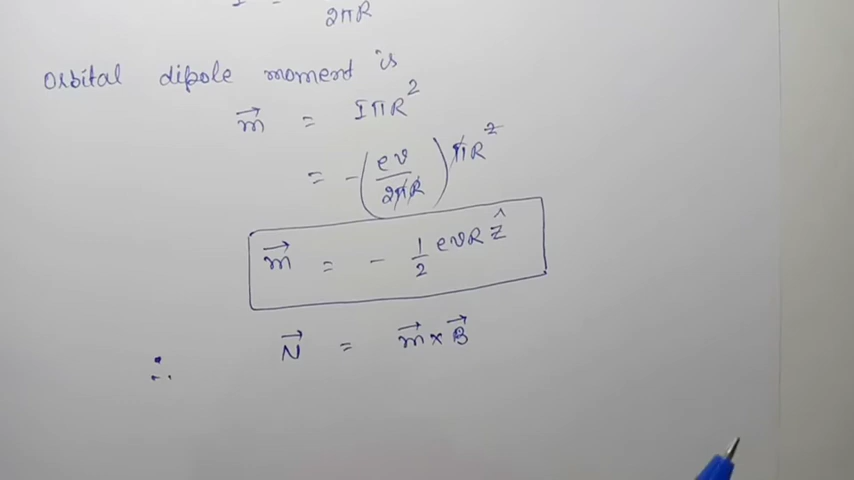 2πR
Orbital dipole moment is
m⃗ = IπR²
= -(ev/2πR) πR²
m⃗ = - 1/2 evR ẑ
∴ N⃗ = m⃗ × B⃗